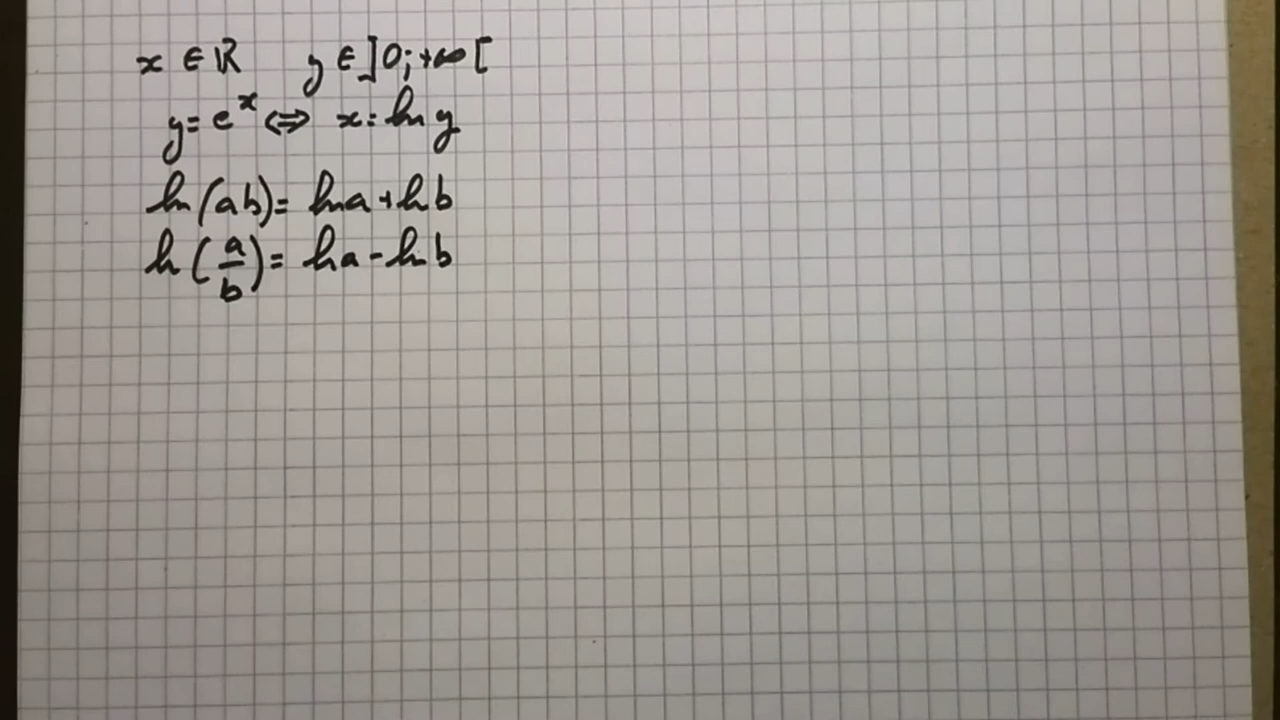 x ∈ ℝ y ∈ ]0;+∞[
y = e^x ⇔ x = ln y
ln(ab) = ln a + ln b
ln(a/b) = ln a - ln b